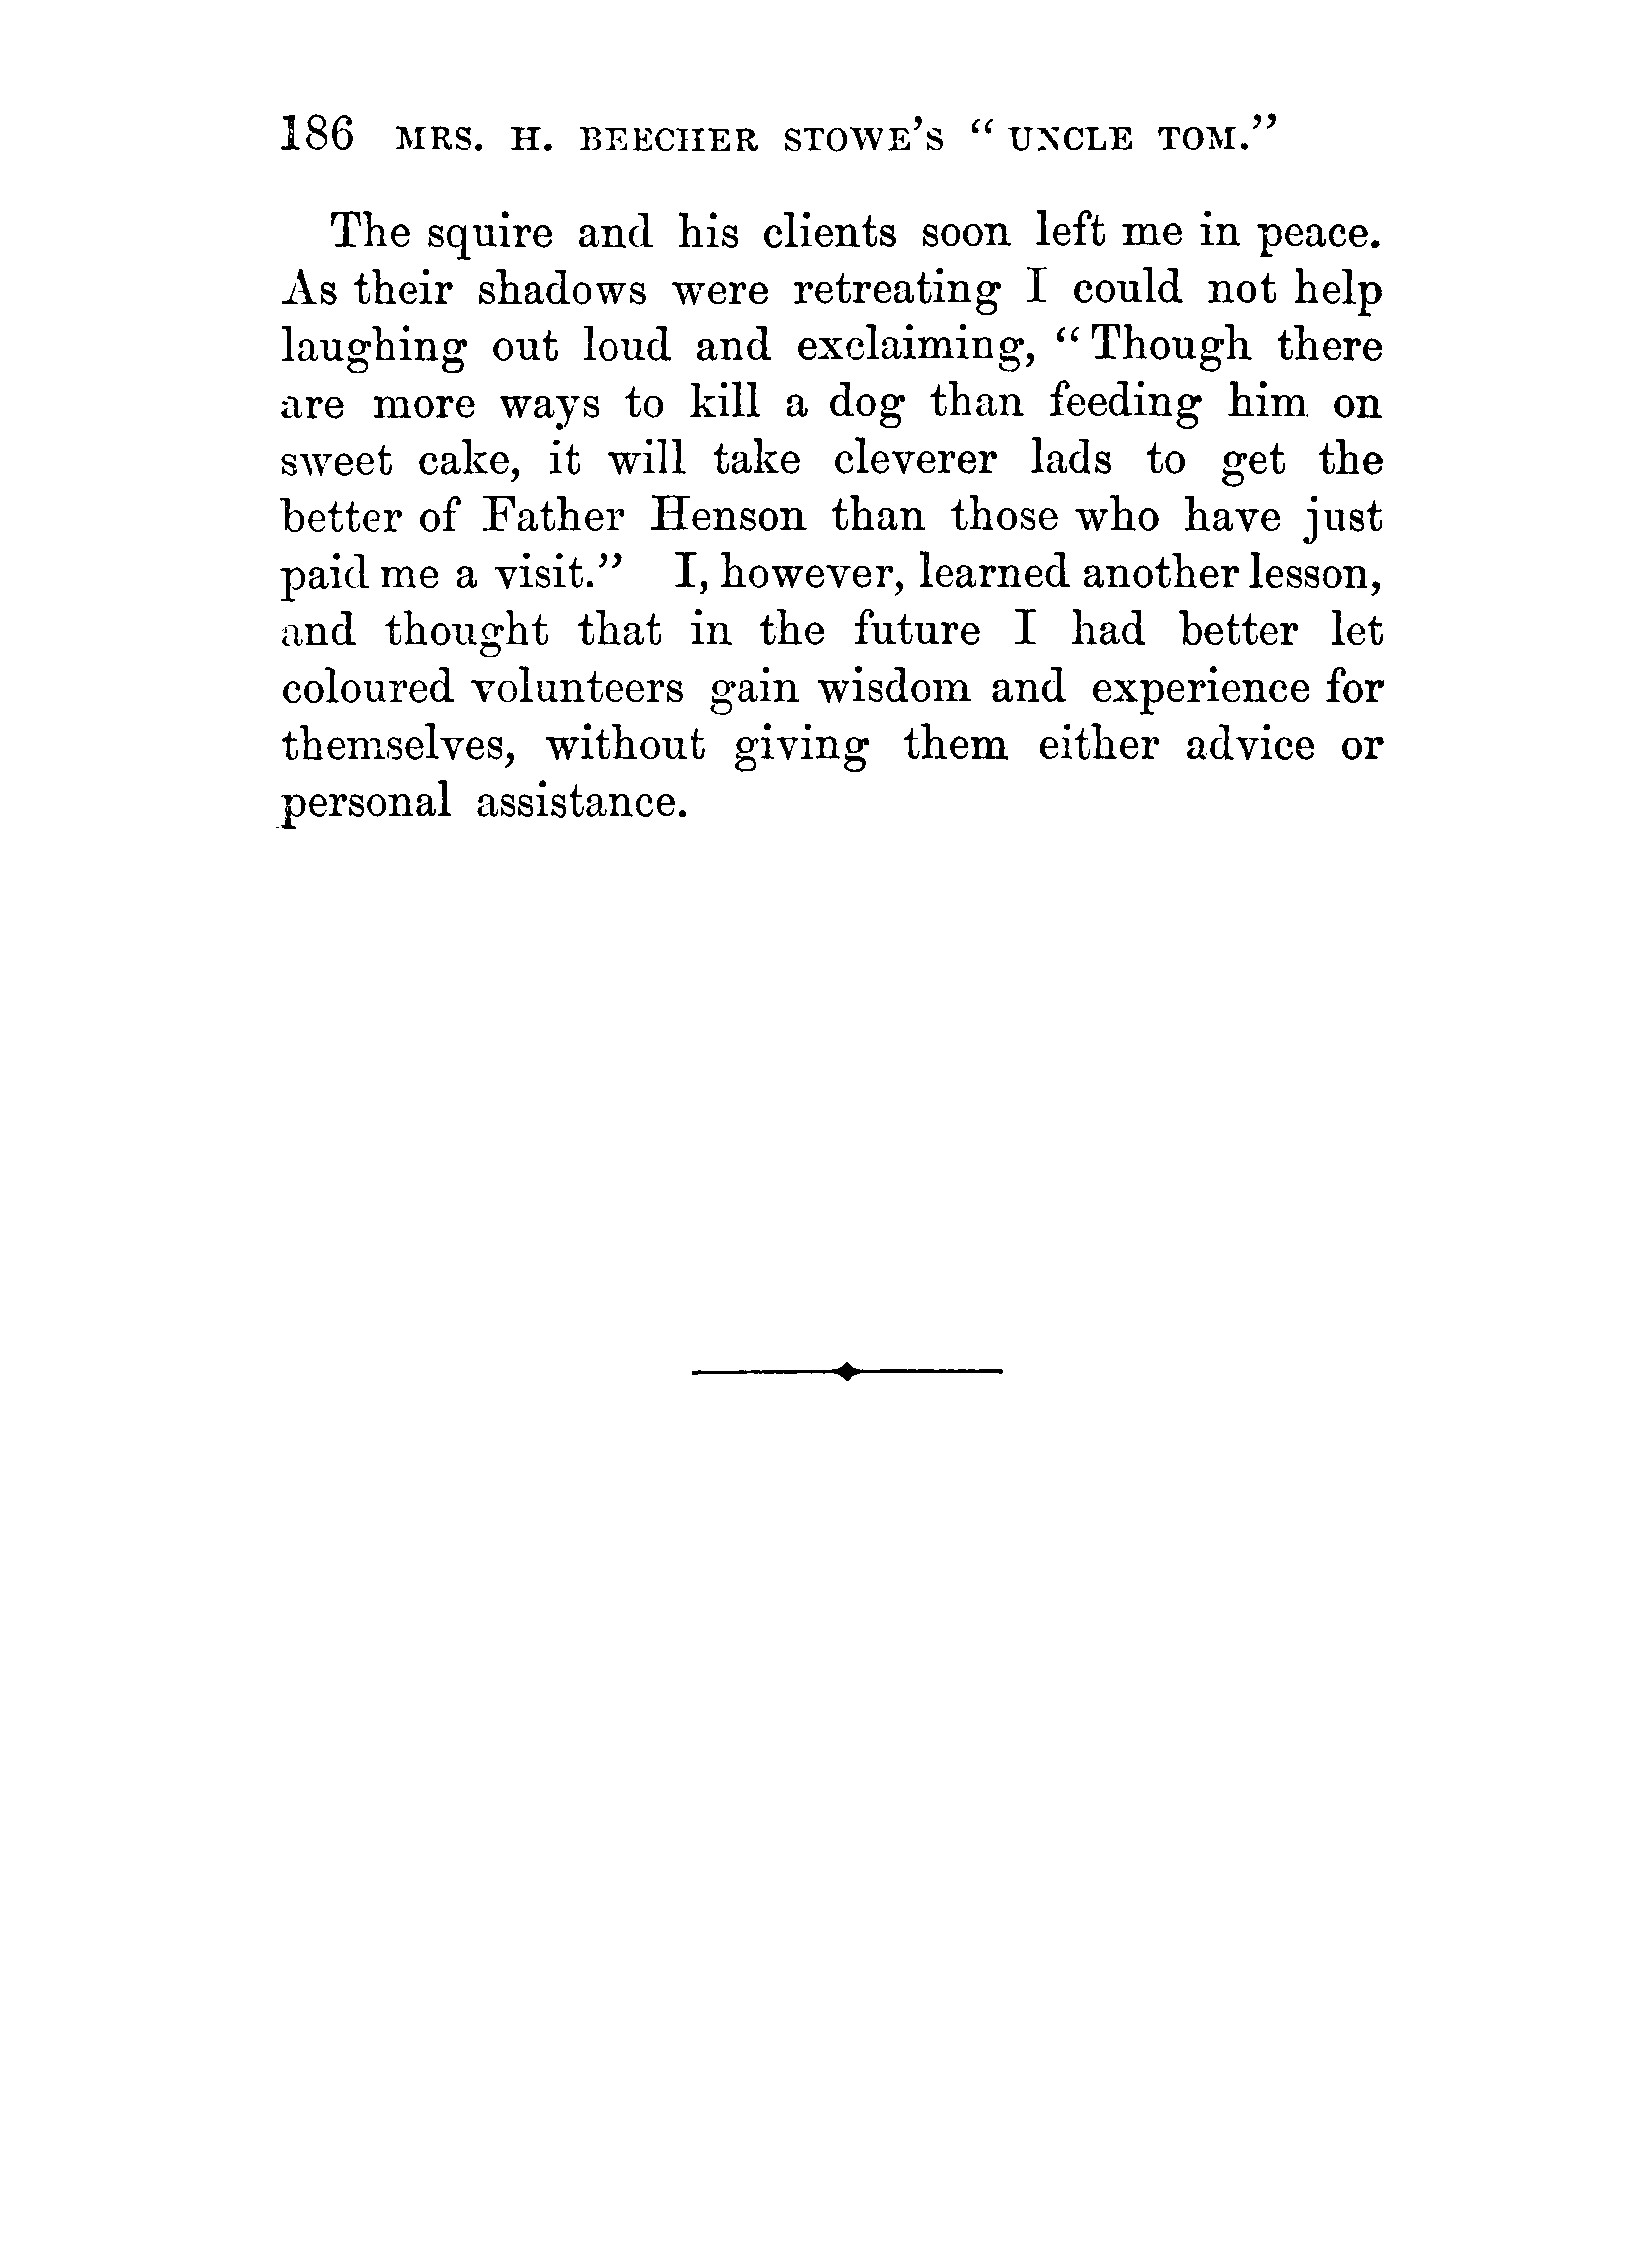 186 MRS. H. BEECHER STOWE'S “ UNCLE TOM.”
The squire and his clients soon left me in peace.
As their shadows were retreating I could not help
laughing out loud and exclaiming, “ Though there
are more ways to kill a dog than feeding him on
sweet cake, it will take cleverer lads to get the
better of Father Henson than those who have just
paid me a visit.” I, however, learned another lesson,
and thought that in the future I had better let
coloured volunteers gain wisdom and experience for
themselves, without giving them either advice or
personal assistance.